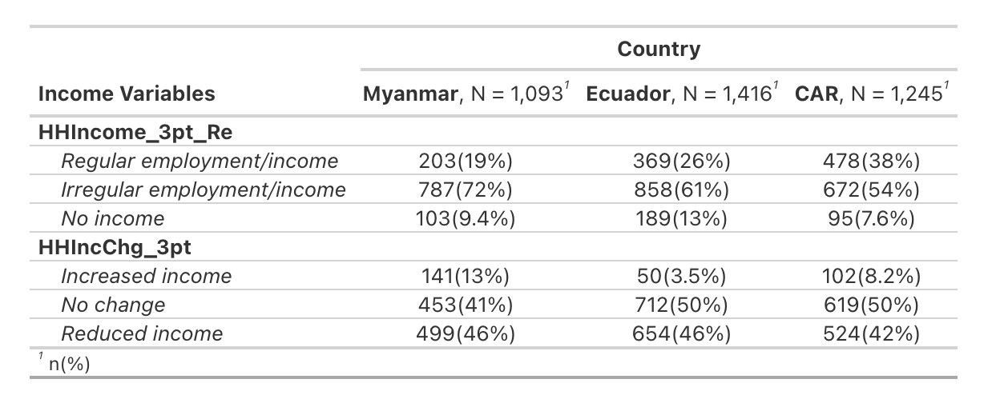 Country
Income Variables Myanmar, N = 1,093¹ Ecuador, N = 1,416¹ CAR, N = 1,245¹
HHIncome_3pt_Re
Regular employment/income 203(19%) 369(26%) 478(38%)
Irregular employment/income 787(72%) 858(61%) 672(54%)
No income 103(9.4%) 189(13%) 95(7.6%)
HHIncChg_3pt
Increased income 141(13%) 50(3.5%) 102(8.2%)
No change 453(41%) 712(50%) 619(50%)
Reduced income 499(46%) 654(46%) 524(42%)
¹ n(%)